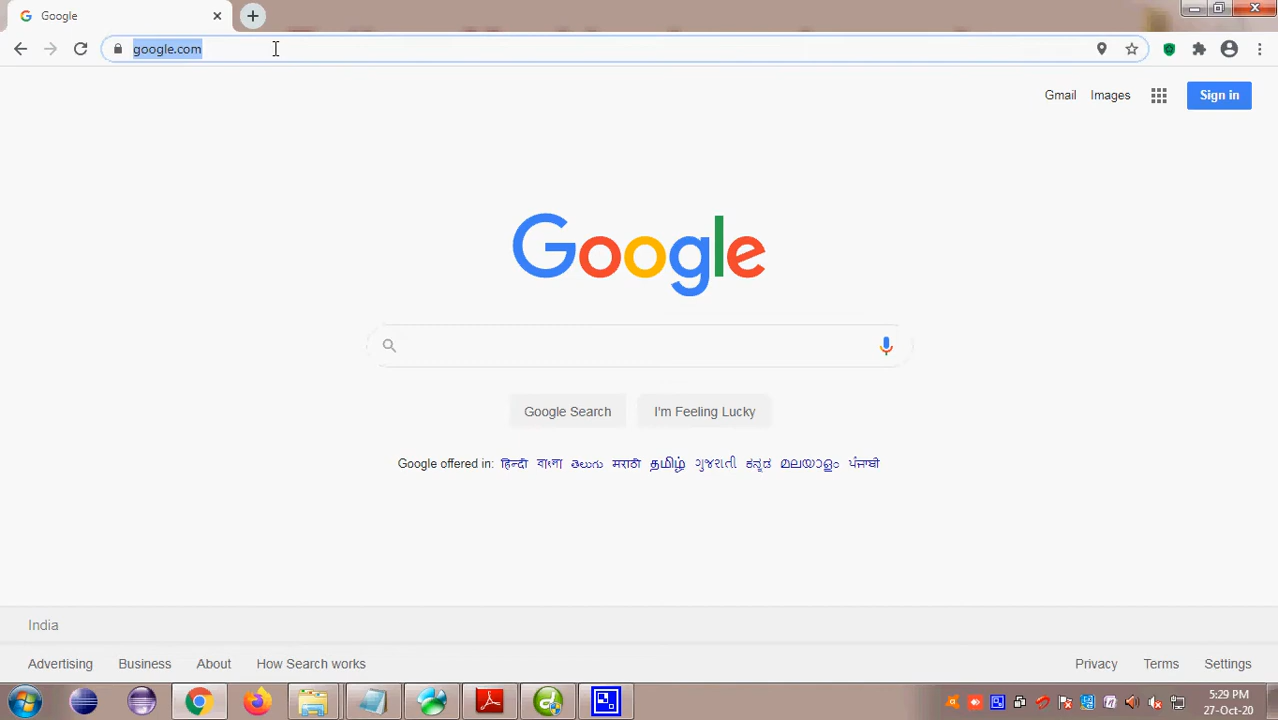 Google
google.com
Gmail Images Sign in
Google
Google Search I'm Feeling Lucky
Google offered in: हिन्दी বাংলা తెలుగు मराठी தமிழ் ગુજરાતી ಕನ್ನಡ മലയാളം ਪੰਜਾਬੀ
India
Advertising Business About How Search works Privacy Terms Settings
5:29 PM
27-Oct-20